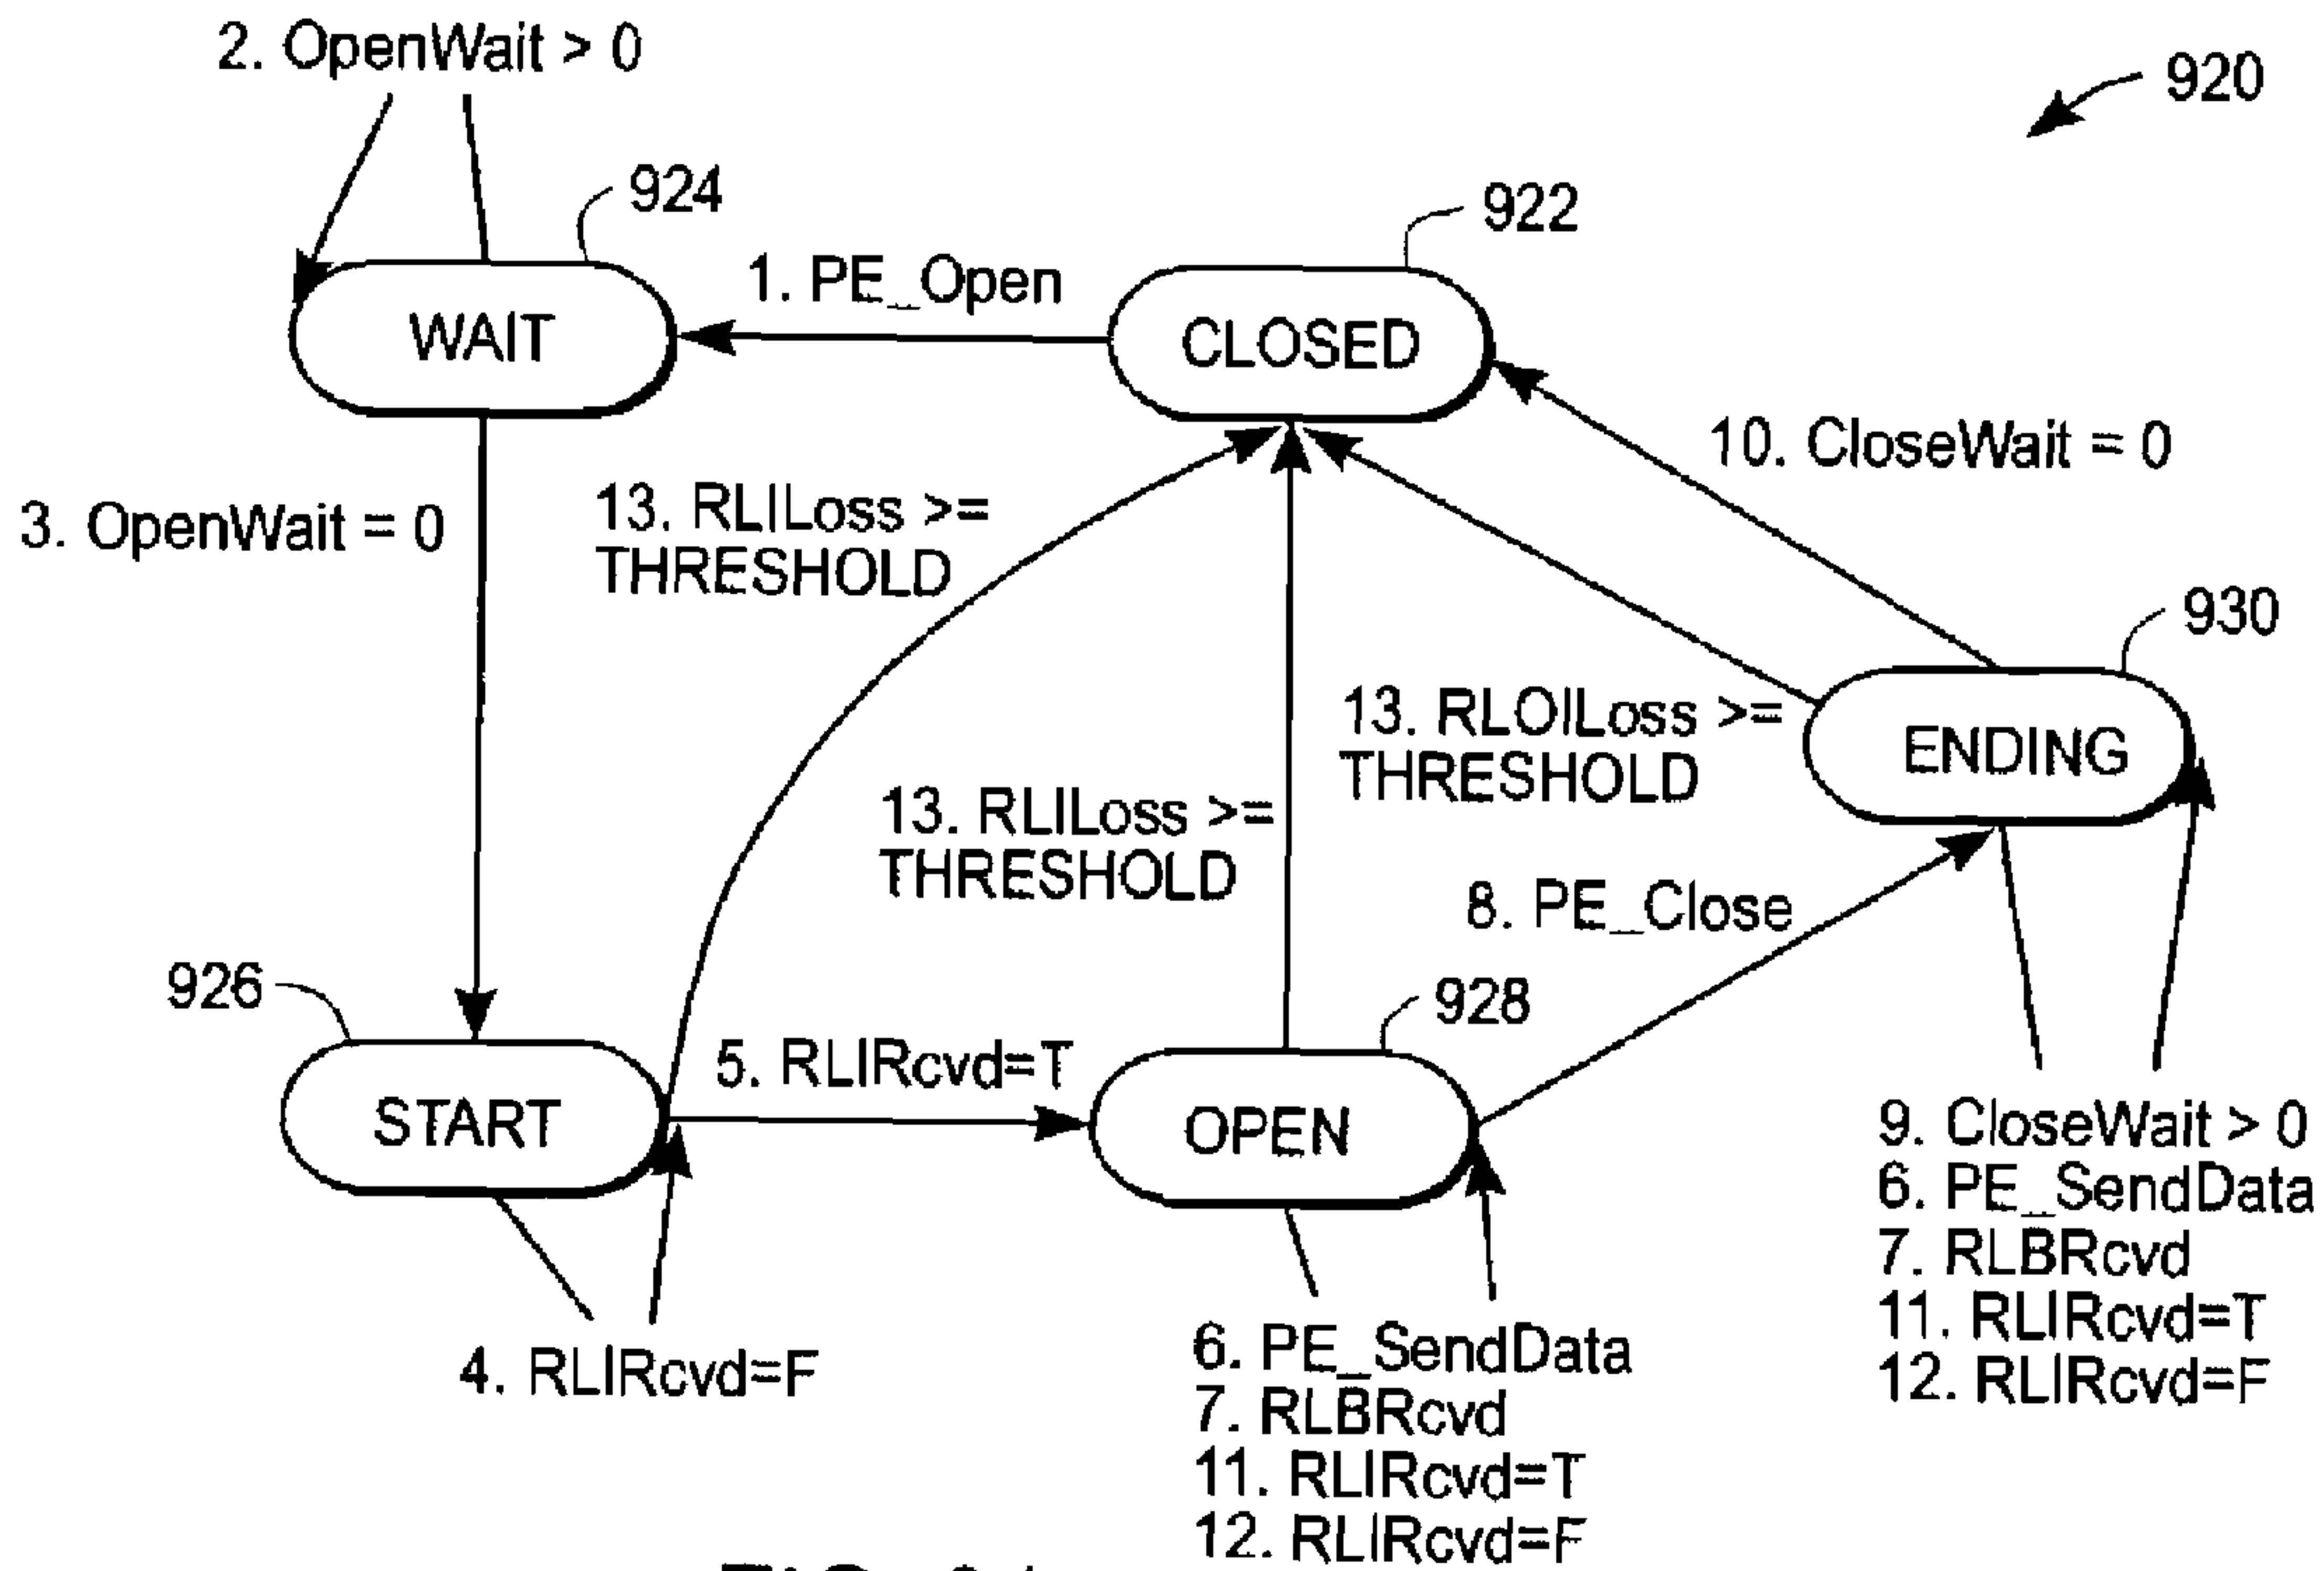 2. OpenWait > 0
920
924
922
1. PE_Open
WAIT
CLOSED
10. CloseWait = 0
3. OpenWait = 0
13. RLILoss >=
THRESHOLD
930
13. RLOILoss >=
THRESHOLD
ENDING
13. RLILoss >=
THRESHOLD
8. PE_Close
926
928
5. RLIRcvd=T
START
OPEN
9. CloseWait > 0
6. PE_SendData
7. RLBRcvd
11. RLIRcvd=T
12. RLIRcvd=F
4. RLIRcvd=F
6. PE_SendData
7. RLBRcvd
11. RLIRcvd=T
12. RLIRcvd=F